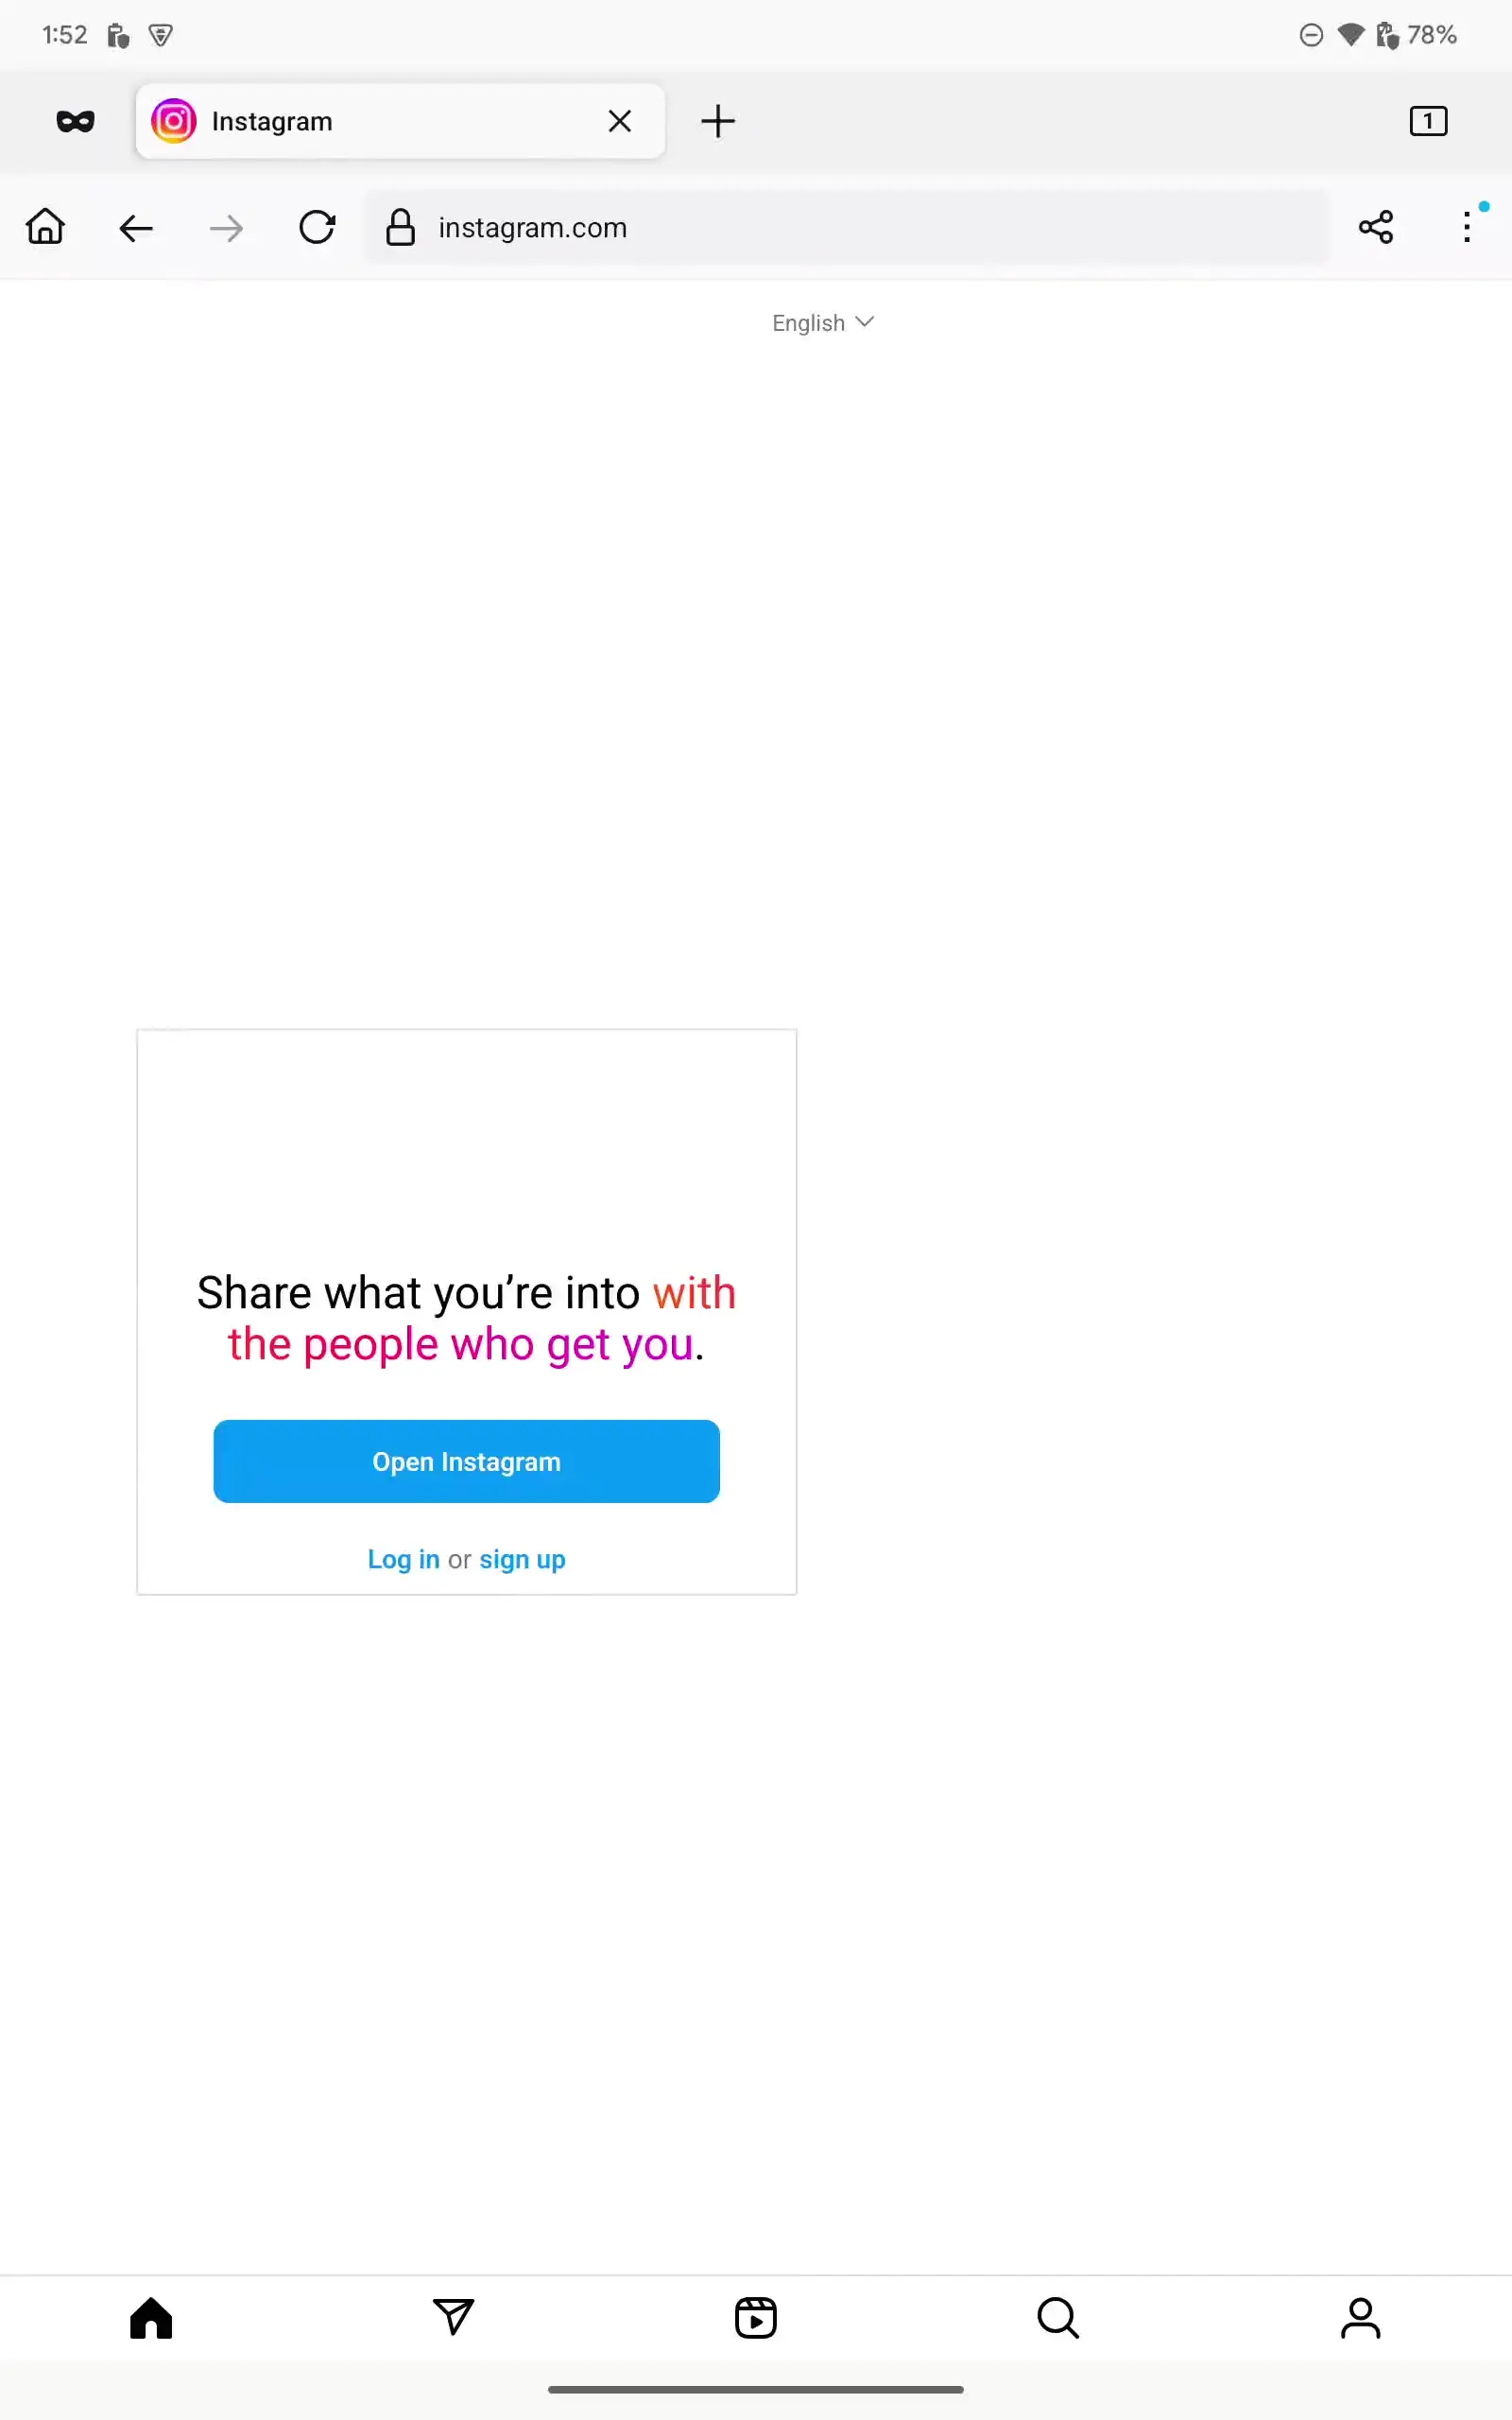 1:52
78%
Instagram
1
instagram.com
English
Share what you’re into with
the people who get you.
Open Instagram
Log in or sign up